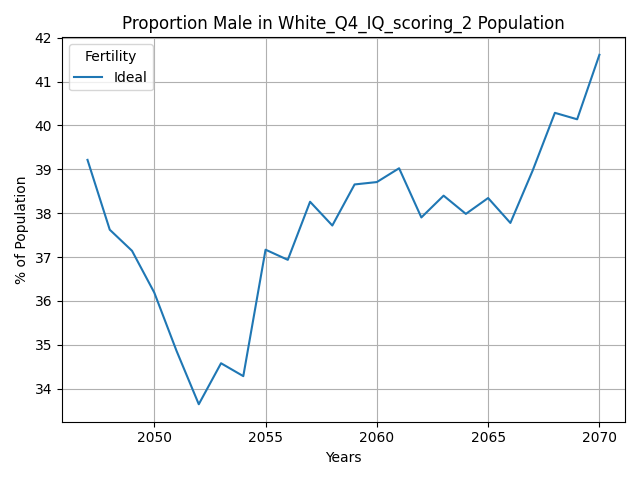 Proportion Male in White_Q4_IQ_scoring_2 Population
Fertility
Ideal
42
41
40
39
38
37
36
35
34
% of Population
2050 2055 2060 2065 2070
Years